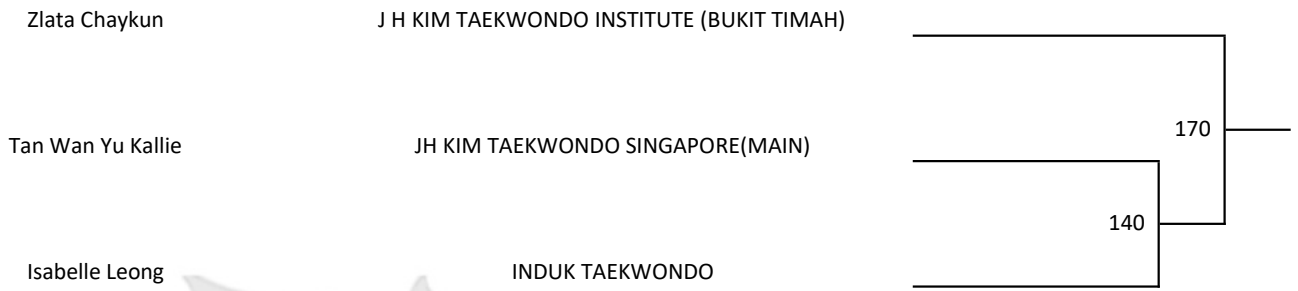 Zlata Chaykun J H KIM TAEKWONDO INSTITUTE (BUKIT TIMAH)
170
Tan Wan Yu Kallie JH KIM TAEKWONDO SINGAPORE(MAIN)
140
Isabelle Leong INDUK TAEKWONDO